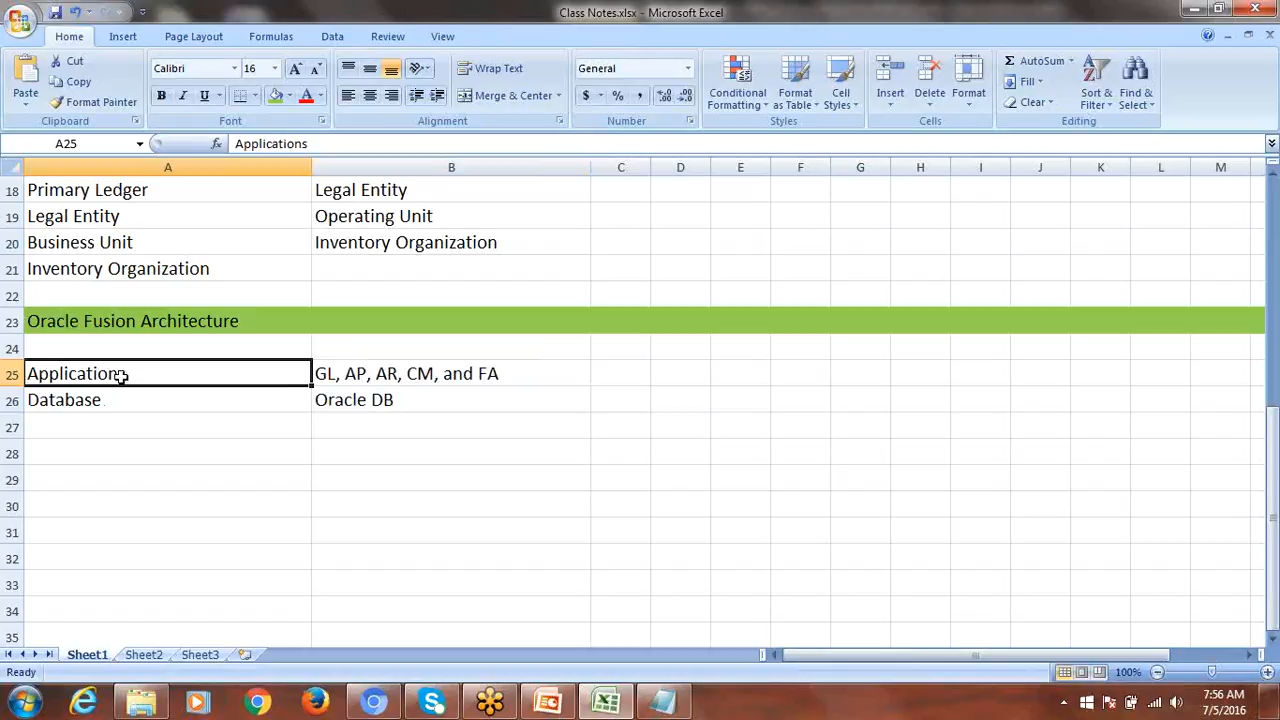 Class Notes.xlsx - Microsoft Excel
Home Insert Page Layout Formulas Data Review View
Paste
Cut
Copy
Format Painter
Clipboard
Calibri 16
B I U
Font
Wrap Text
Merge & Center
Alignment
General
$ % ,
Number
Conditional Formatting
Format as Table
Cell Styles
Styles
Insert
Delete
Format
Cells
AutoSum
Fill
Clear
Sort & Filter
Find & Select
Editing
A25 fx Applications
A B C D E F G H I J K L M
18 Primary Ledger Legal Entity
19 Legal Entity Operating Unit
20 Business Unit Inventory Organization
21 Inventory Organization
22
23 Oracle Fusion Architecture
24
25 Applications GL, AP, AR, CM, and FA
26 Database Oracle DB
27
28
29
30
31
32
33
34
35
Sheet1 Sheet2 Sheet3
Ready 100%
7:56 AM
7/5/2016